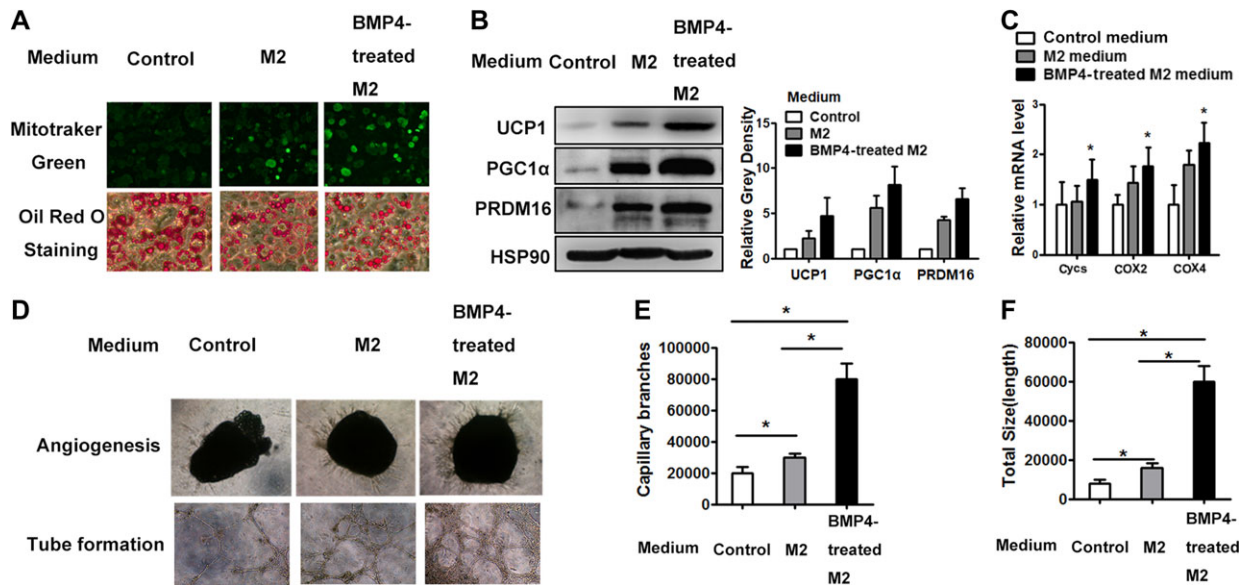 A
Medium
Control
M2
BMP4-
treated
M2
Mitotraker
Green
Oil Red O
Staining
B
Medium
Control
M2
BMP4-
treated
M2
UCP1
PGC1α
PRDM16
HSP90
Medium
Control
M2
BMP4-treated M2
Relative Grey Density
15
10
5
0
UCP1
PGC1α
PRDM16
C
Control medium
M2 medium
BMP4-treated M2 medium
Relative mRNA level
4
3
2
1
0
*
*
*
Cycs
COX2
COX4
D
Medium
Control
M2
BMP4-
treated
M2
Angiogenesis
Tube formation
E
Capillary branches
100000
80000
60000
40000
20000
0
*
*
*
Medium
Control
M2
BMP4-
treated
M2
F
Total Size(length)
80000
60000
40000
20000
0
*
*
*
Medium
Control
M2
BMP4-
treated
M2